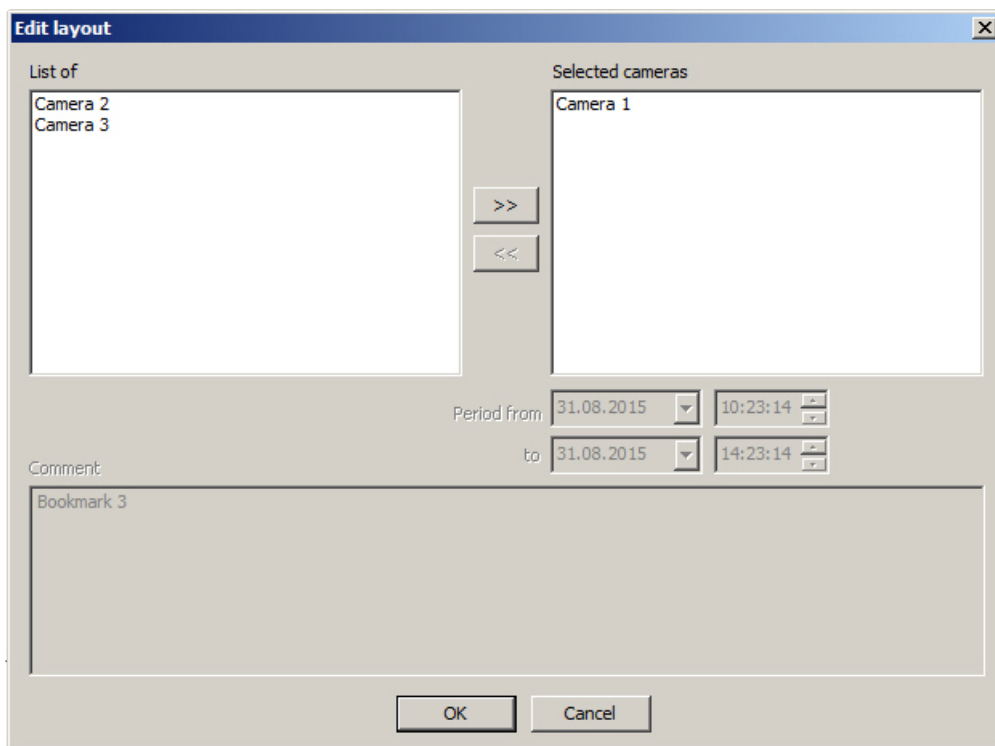 Edit layout
List of
Selected cameras
Camera 2
Camera 3
Camera 1
>>
<<
Period from 31.08.2015 10:23:14
to 31.08.2015 14:23:14
Comment
Bookmark 3
OK Cancel